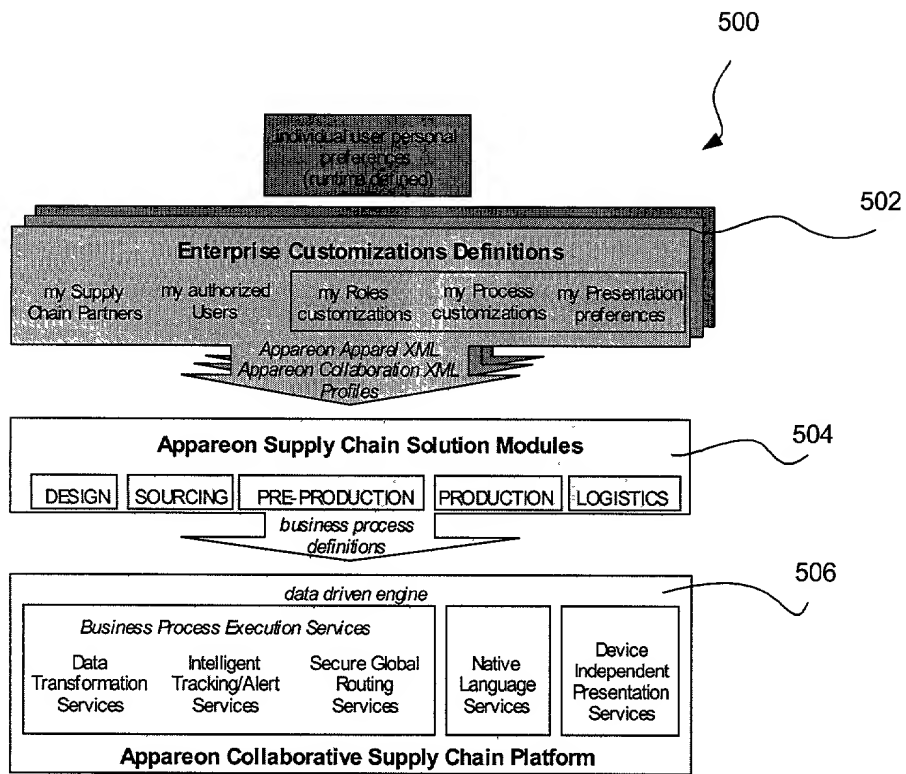 500
individual user personal
preferences
(runtime defined)
502
Enterprise Customizations Definitions
my Supply
Chain Partners
my authorized
Users
my Roles
customizations
my Process
customizations
my Presentation
preferences
Appareon Apparel XML
Appareon Collaboration XML
Profiles
504
Appareon Supply Chain Solution Modules
DESIGN
SOURCING
PRE-PRODUCTION
PRODUCTION
LOGISTICS
business process
definitions
506
data driven engine
Business Process Execution Services
Data
Transformation
Services
Intelligent
Tracking/Alert
Services
Secure Global
Routing
Services
Native
Language
Services
Device
Independent
Presentation
Services
Appareon Collaborative Supply Chain Platform